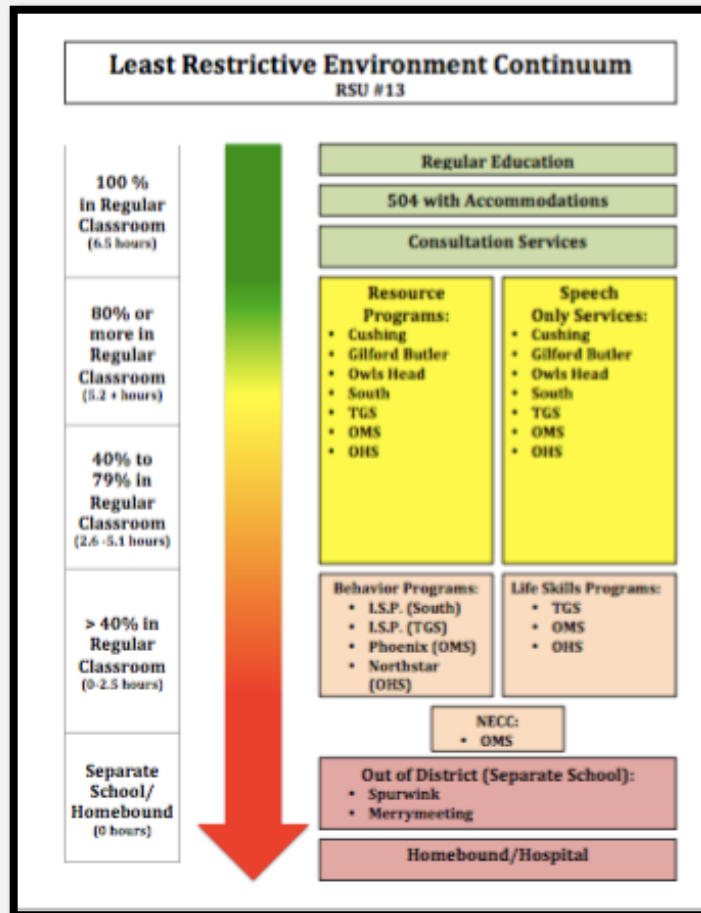 Least Restrictive Environment Continuum
RSU #13
100 %
in Regular
Classroom
(6.5 hours)
80% or
more in
Regular
Classroom
(5.2 + hours)
40% to
79% in
Regular
Classroom
(2.6 -5.1 hours)
> 40% in
Regular
Classroom
(0-2.5 hours)
Separate
School/
Homebound
(0 hours)
Regular Education
504 with Accommodations
Consultation Services
Resource
Programs:
• Cushing
• Gilford Butler
• Owls Head
• South
• TGS
• OMS
• OHS
Speech
Only Services:
• Cushing
• Gilford Butler
• Owls Head
• South
• TGS
• OMS
• OHS
Behavior Programs:
• I.S.P. (South)
• I.S.P. (TGS)
• Phoenix (OMS)
• Northstar
(OHS)
Life Skills Programs:
• TGS
• OMS
• OHS
NECC:
• OMS
Out of District (Separate School):
• Spurwink
• Merrymeeting
Homebound/Hospital